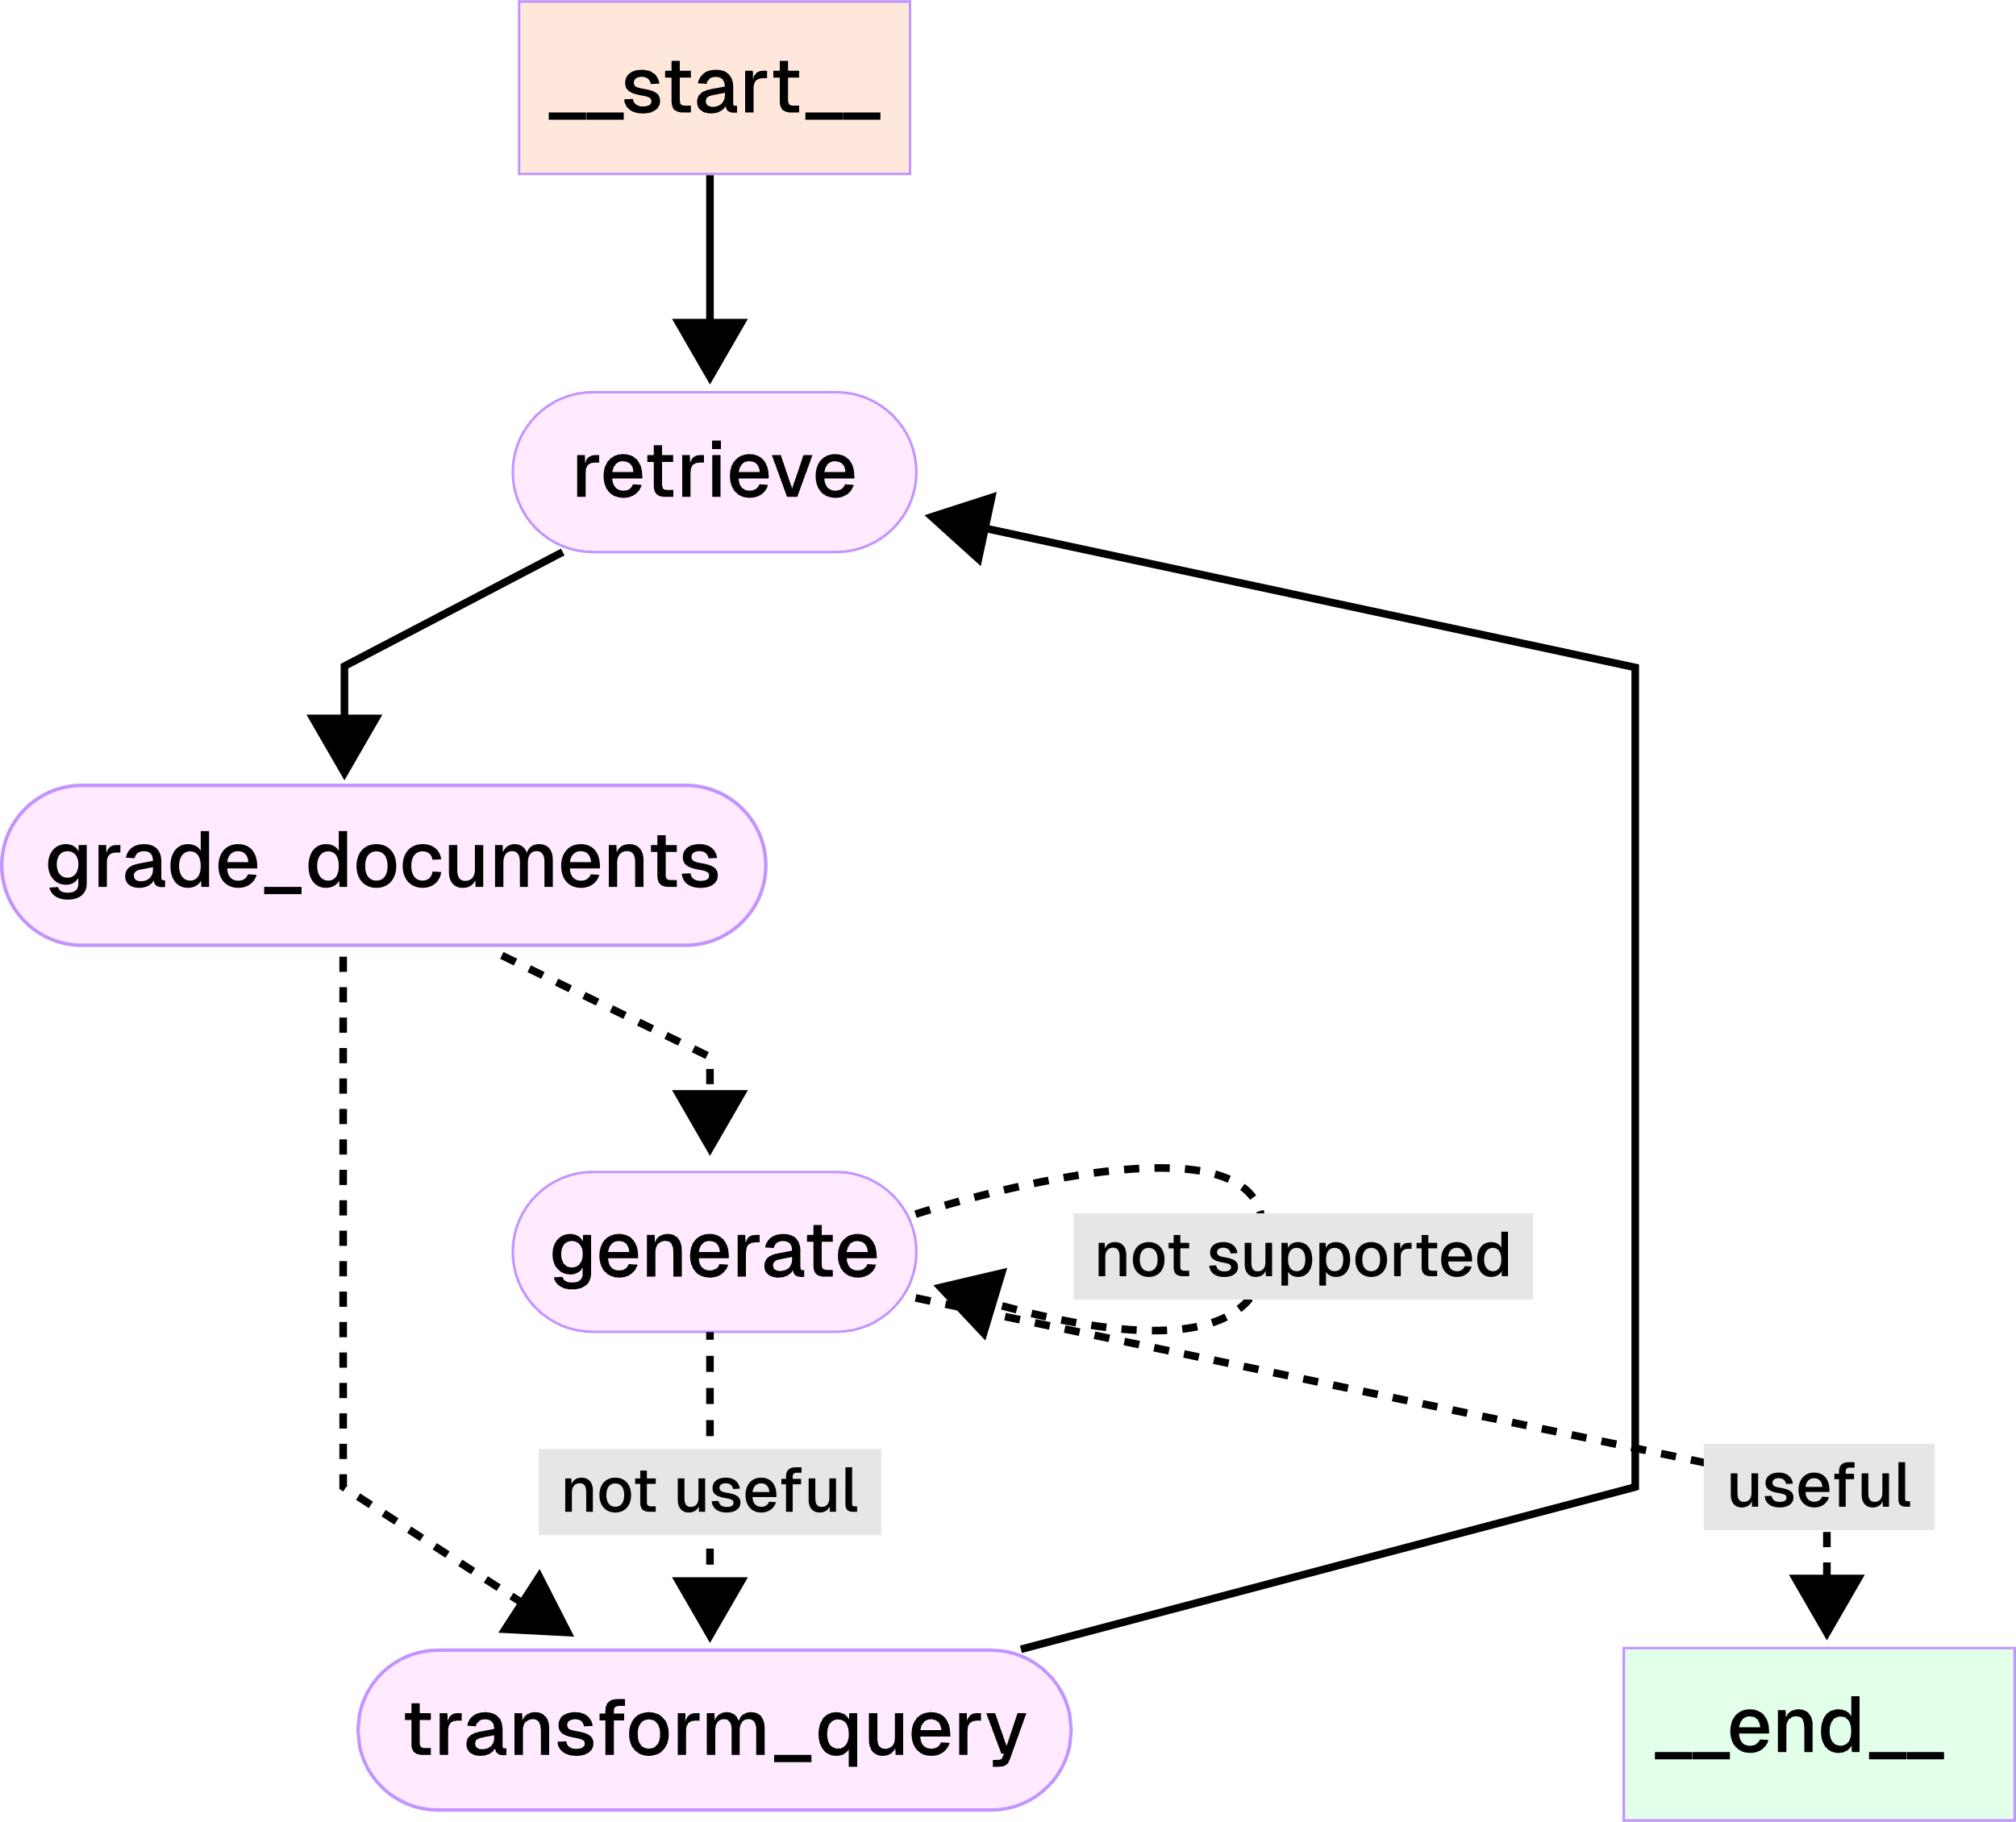 __start__
retrieve
grade_documents
generate
not supported
not useful
useful
transform_query
__end__